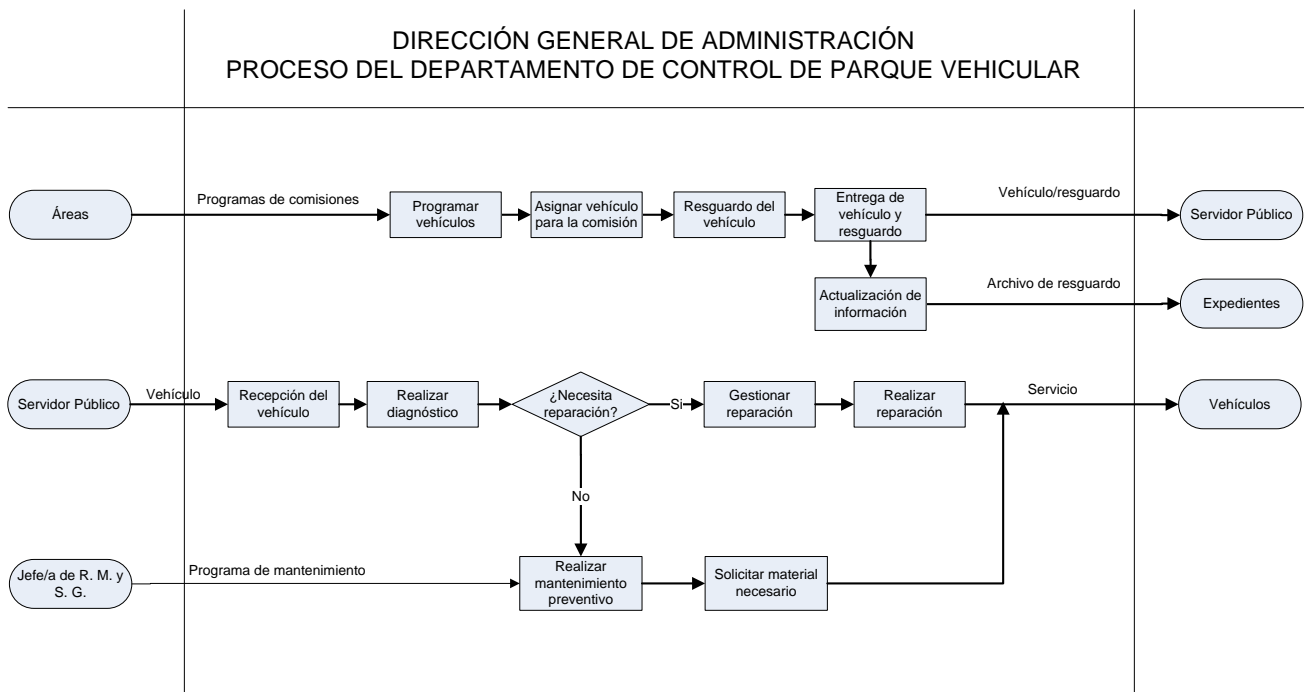 DIRECCIÓN GENERAL DE ADMINISTRACIÓN
PROCESO DEL DEPARTAMENTO DE CONTROL DE PARQUE VEHICULAR
Áreas
Programas de comisiones
Programar
vehículos
Asignar vehículo
para la comisión
Resguardo del
vehículo
Entrega de
vehículo y
resguardo
Vehículo/resguardo
Servidor Público
Actualización de
información
Archivo de resguardo
Expedientes
Servidor Público
Vehículo
Recepción del
vehículo
Realizar
diagnóstico
¿Necesita
reparación?
Si
Gestionar
reparación
Realizar
reparación
Servicio
Vehículos
No
Jefe/a de R. M. y
S. G.
Programa de mantenimiento
Realizar
mantenimiento
preventivo
Solicitar material
necesario